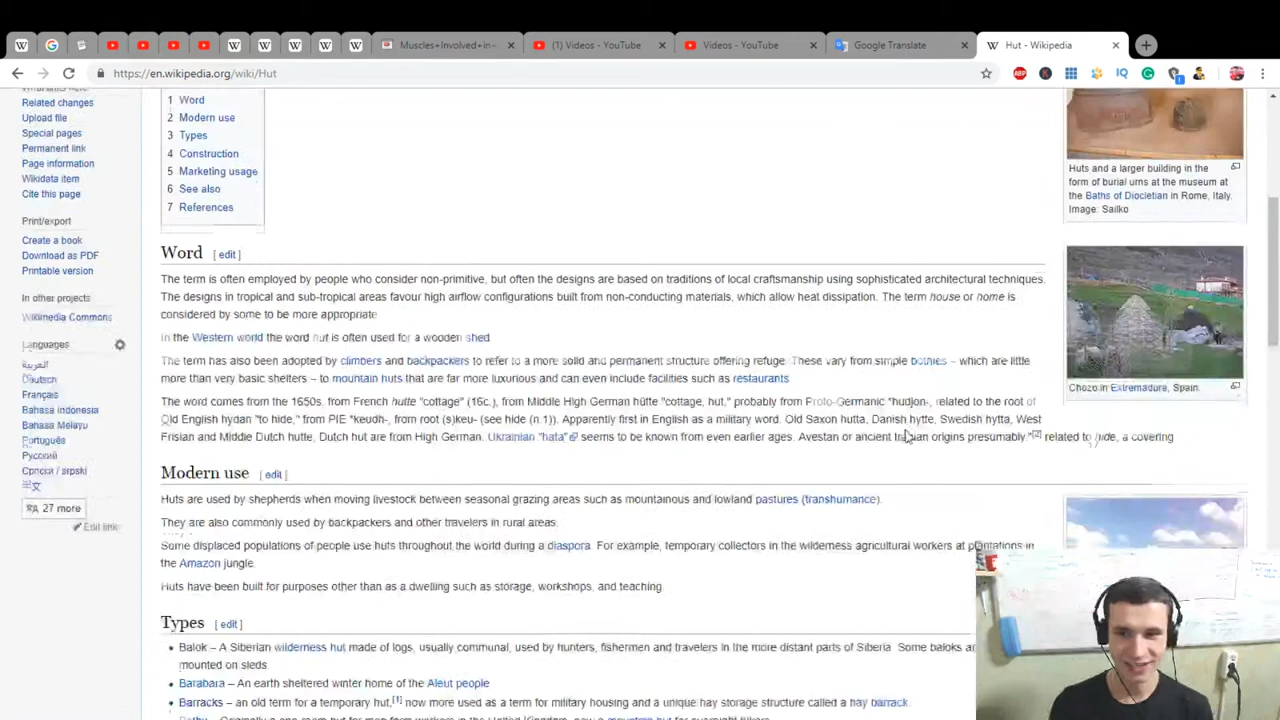 Muscles+Involved+in+
(1) Videos - YouTube
Videos - YouTube
Google Translate
Hut - Wikipedia
https://en.wikipedia.org/wiki/Hut
Related changes
Upload file
Special pages
Permanent link
Page information
Wikidata item
Cite this page
Print/export
Create a book
Download as PDF
Printable version
In other projects
Wikimedia Commons
Languages
العربية
Deutsch
Français
Bahasa Indonesia
Bahasa Melayu
Português
Русский
Српски / srpski
中文
27 more
Edit links
1 Word
2 Modern use
3 Types
4 Construction
5 Marketing usage
6 See also
7 References
Word [ edit ]
The term is often employed by people who consider non-primitive, but often the designs are based on traditions of local craftsmanship using sophisticated architectural techniques.
The designs in tropical and sub-tropical areas favour high airflow configurations built from non-conducting materials, which allow heat dissipation. The term house or home is
considered by some to be more appropriate
In the Western world the word hut is often used for a wooden shed
The term has also been adopted by climbers and backpackers to refer to a more solid and permanent structure offering refuge. These vary from simple bothies – which are little
more than very basic shelters – to mountain huts that are far more luxurious and can even include facilities such as restaurants
The word comes from the 1650s, from French hutte "cottage" (16c.), from Middle High German hütte "cottage, hut," probably from Proto-Germanic *hudjon-, related to the root of
Old English hydan "to hide," from PIE *keudh-, from root (s)keu- (see hide (n.1)). Apparently first in English as a military word. Old Saxon hutta, Danish hytte, Swedish hytta, West
Frisian and Middle Dutch hutte, Dutch hut are from High German. Ukrainian "hata" seems to be known from even earlier ages. Avestan or ancient Iranian origins presumably "[2] related to hide, a covering
Modern use [ edit ]
Huts are used by shepherds when moving livestock between seasonal grazing areas such as mountainous and lowland pastures (transhumance).
They are also commonly used by backpackers and other travelers in rural areas.
Some displaced populations of people use huts throughout the world during a diaspora. For example, temporary collectors in the wilderness agricultural workers at plantations in
the Amazon jungle.
Huts have been built for purposes other than as a dwelling such as storage, workshops, and teaching
Types [ edit ]
Balok – A Siberian wilderness hut made of logs, usually communal, used by hunters, fishermen and travelers in the more distant parts of Siberia. Some baloks are
mounted on sleds
Barabara – An earth sheltered winter home of the Aleut people
Barracks – an old term for a temporary hut,[1] now more used as a term for military housing and a unique hay storage structure called a hay barrack.
Huts and a larger building in the
form of burial urns at the museum at
the Baths of Diocletian in Rome, Italy.
Image: Sailko
Chozo in Extremadura, Spain.